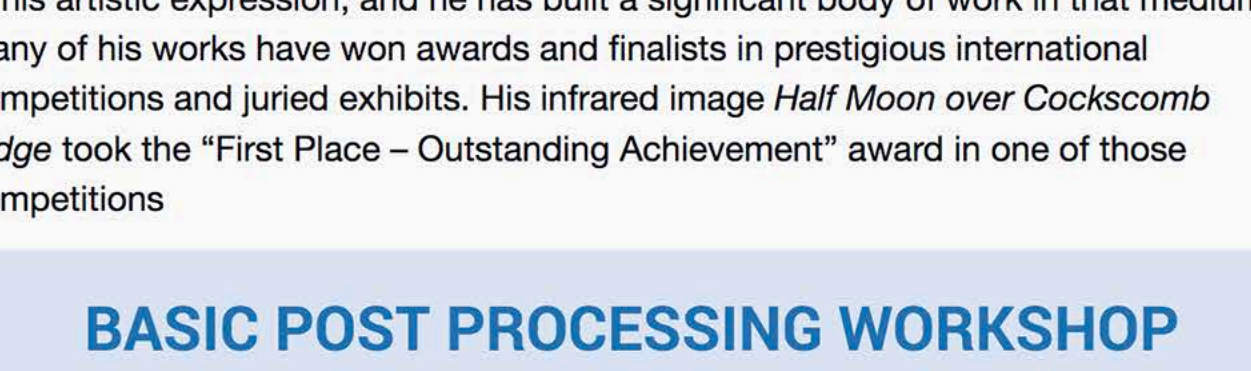 his artistic expression, and he has built a significant body of work in that medium
any of his works have won awards and finalists in prestigious international
mpetitions and juried exhibits. His infrared image Half Moon over Cockscomb
dge took the “First Place – Outstanding Achievement” award in one of those
mpetitions
BASIC POST PROCESSING WORKSHOP